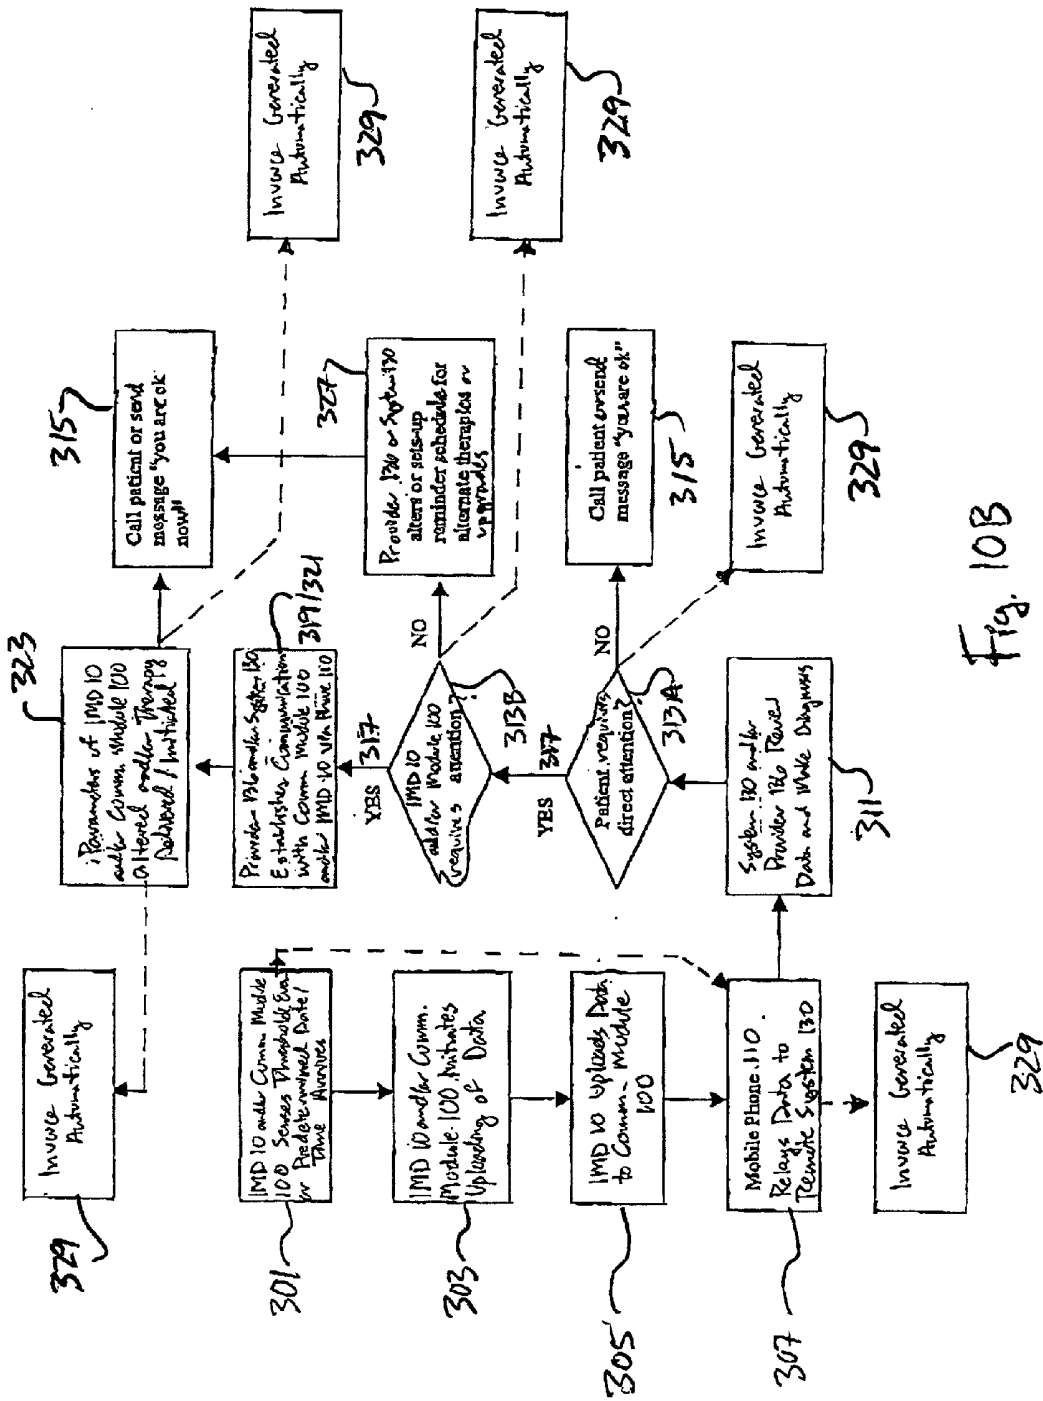 329
Invoice Generated
Automatically
323
Parameters of IMD 10
and/or Comm. Module 100
altered and/or Therapy
Delivered / Initiated
315
Call patient or send
message "you are ok
now"
Invoice Generated
Automatically
329
301
IMD 10 and/or Comm Module
100 Senses Threshold Eve
or Predetermined Date/
Time Arrives
Provider 136 and/or System 130
Establishes Communication
with Comm Module 100
and/or IMD 10 via Phone 110
319/321
303
IMD 10 and/or Comm.
Module 100 Initiates
Uploading of Data
YES
317
IMD 10
and/or Module 100
requires attention?
313B
NO
Provider 136 or System 130
alters or sets-up
reminder schedule for
alternate therapies or
upgrades
327
Invoice Generated
Automatically
329
305
IMD 10 Uploads Data
to Comm. Module
100
YES
317
Patient requires
direct attention?
313A
NO
Call patient or send
message "you are ok"
315
307
Mobile Phone 110
Relays Data to
Remote System 130
System 130 and/or
Provider 136 Review
Data and Make Diagnosis
311
Invoice Generated
Automatically
329
Invoice Generated
Automatically
329
Fig. 10B